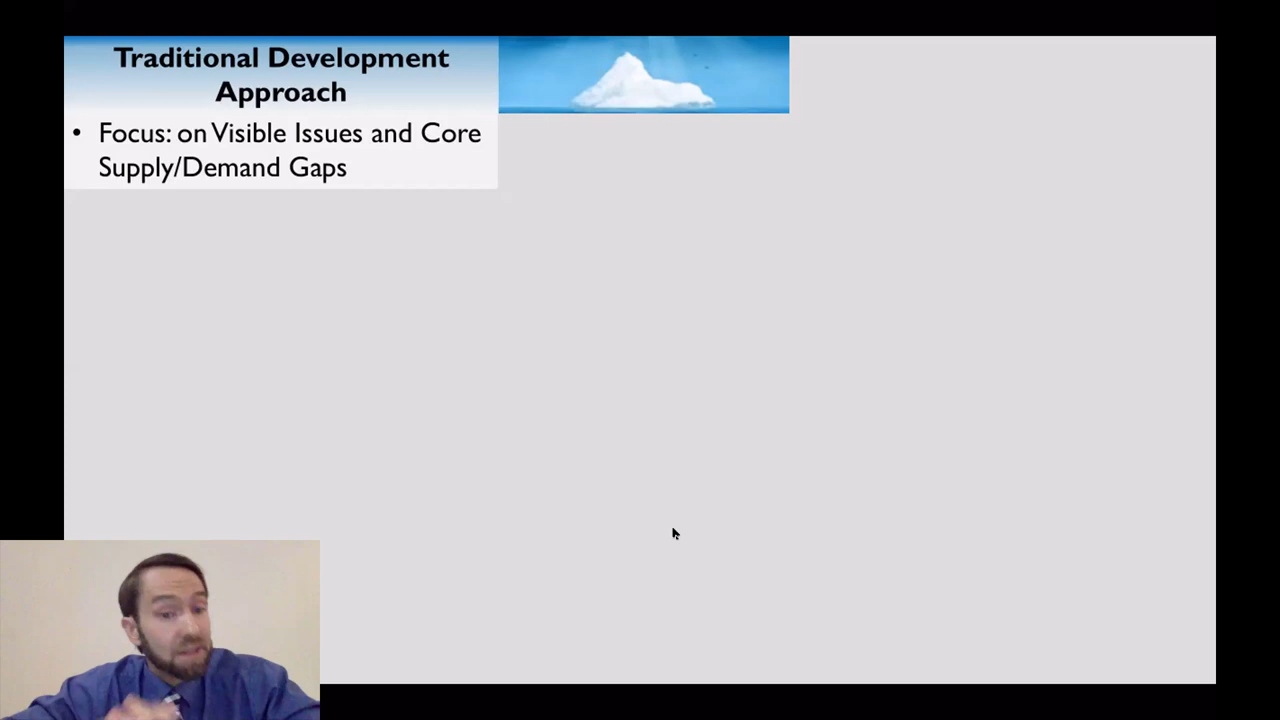 Traditional Development
Approach
• Focus: on Visible Issues and Core
Supply/Demand Gaps